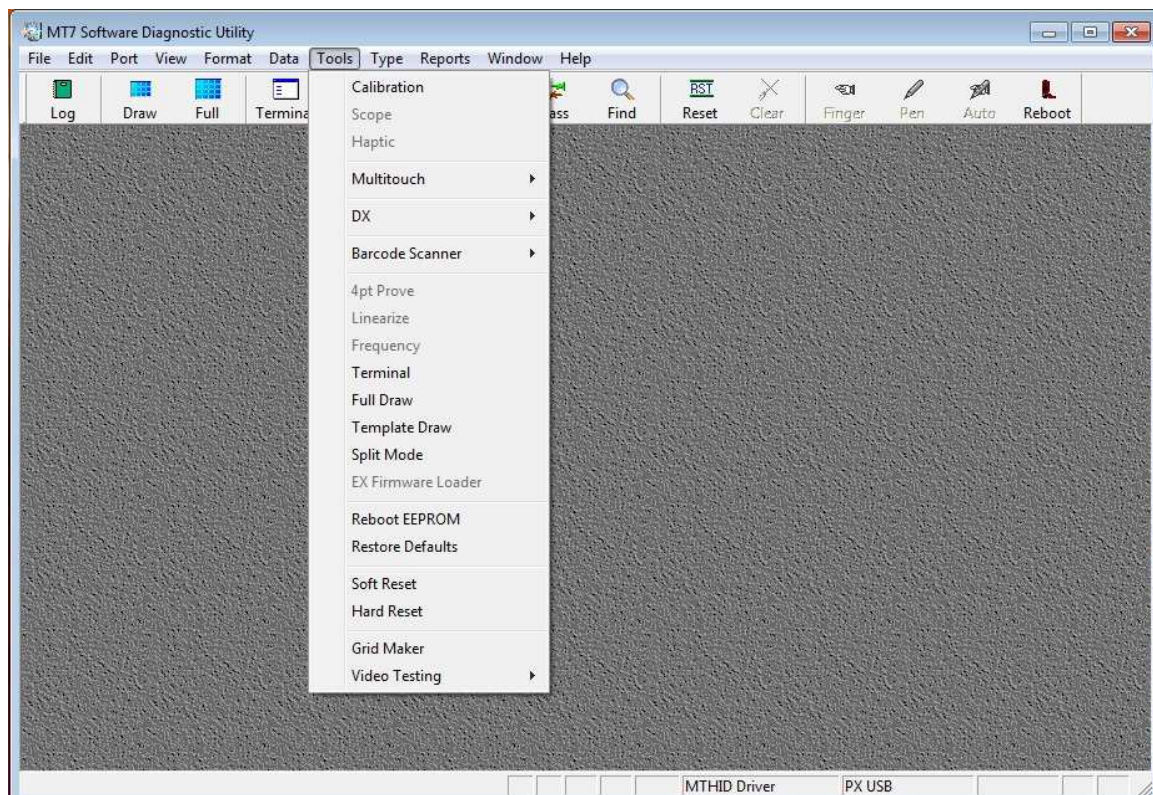 MT7 Software Diagnostic Utility
File Edit Port View Format Data Tools Type Reports Window Help
Log Draw Full Termina ass Find Reset Clear Finger Pen Auto Reboot
RST
Calibration
Scope
Haptic
Multitouch
DX
Barcode Scanner
4pt Prove
Linearize
Frequency
Terminal
Full Draw
Template Draw
Split Mode
EX Firmware Loader
Reboot EEPROM
Restore Defaults
Soft Reset
Hard Reset
Grid Maker
Video Testing
MTHID Driver PX USB